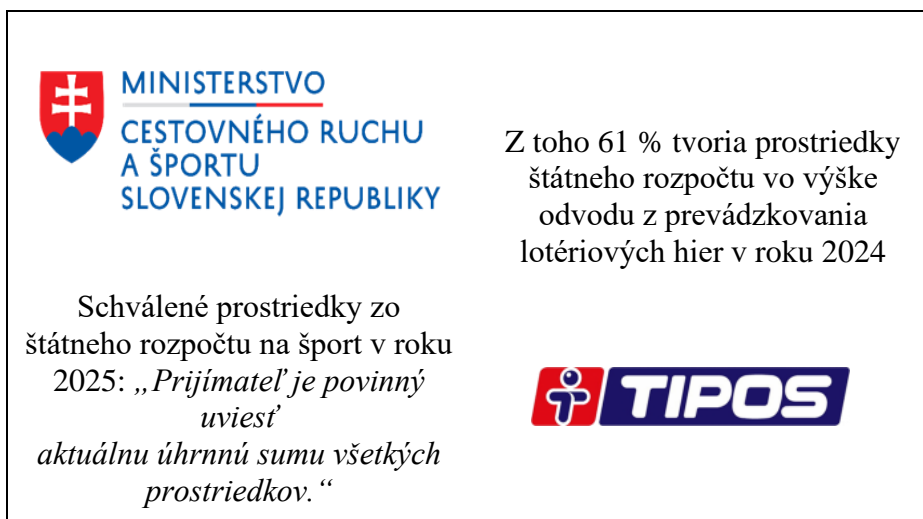 MINISTERSTVO
CESTOVNÉHO RUCHU
A ŠPORTU
SLOVENSKEJ REPUBLIKY
Schválené prostriedky zo
štátneho rozpočtu na šport v roku
2025: „Prijímateľ je povinný
uviesť
aktuálnu úhrnnú sumu všetkých
prostriedkov.“
Z toho 61 % tvoria prostriedky
štátneho rozpočtu vo výške
odvodu z prevádzkovania
lotériových hier v roku 2024
TIPOS